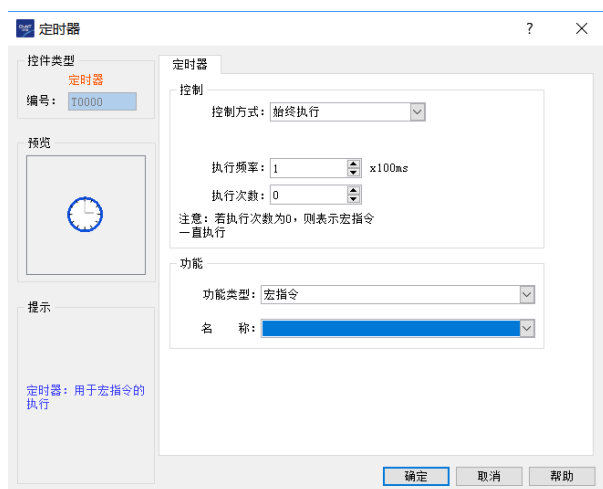 定时器
?
控件类型
定时器
编号: T0000
预览
提示
定时器：用于宏指令的
执行
定时器
控制
控制方式: 始终执行
执行频率: 1 x100ms
执行次数: 0
注意：若执行次数为0，则表示宏指令
一直执行
功能
功能类型: 宏指令
名 称:
确定 取消 帮助